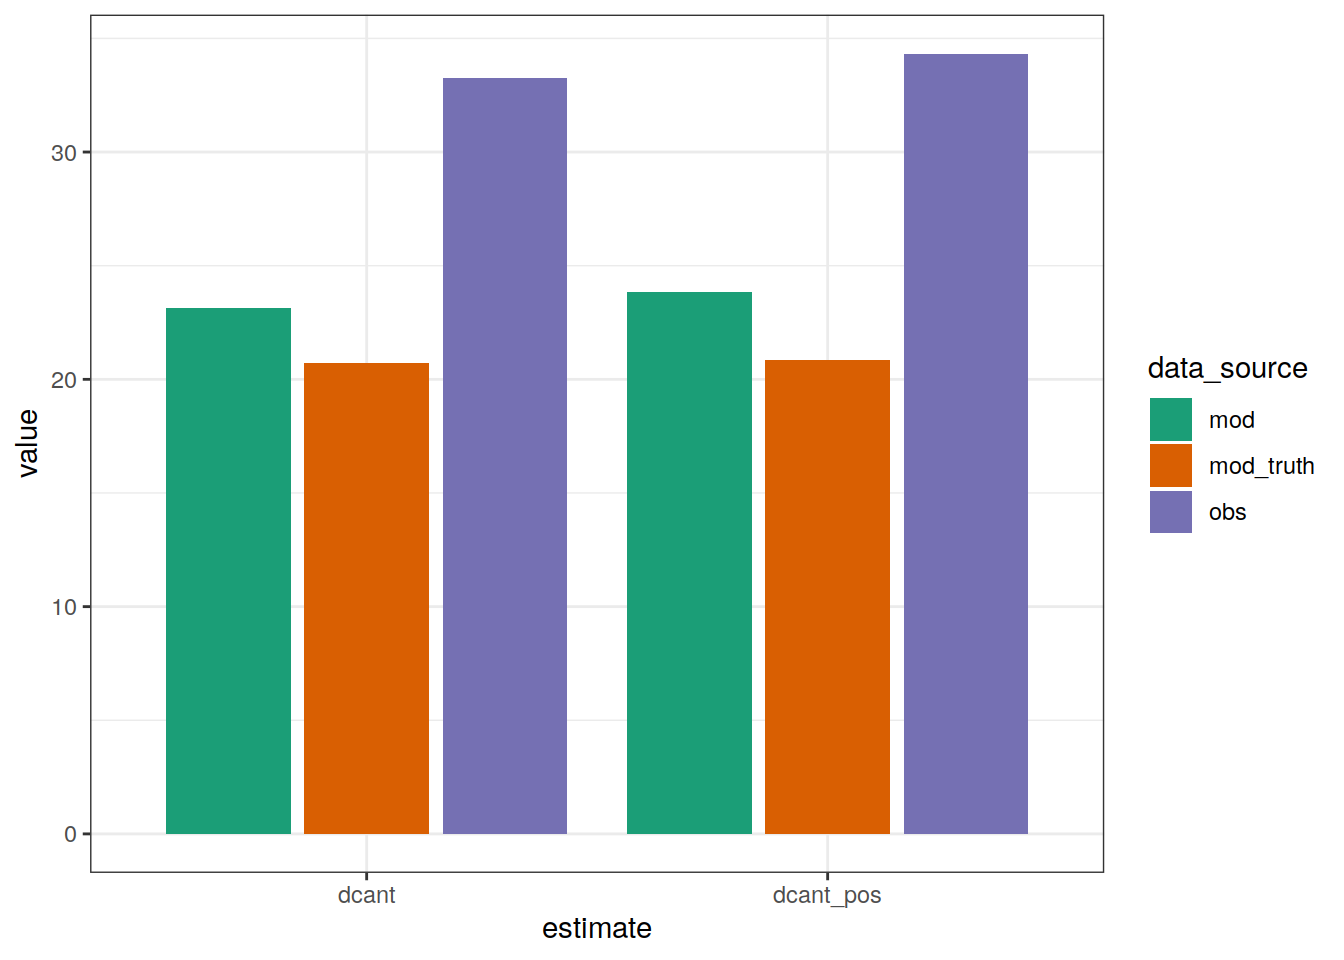 30
20
10
0
value
dcant
dcant_pos
estimate
data_source
mod
mod_truth
obs